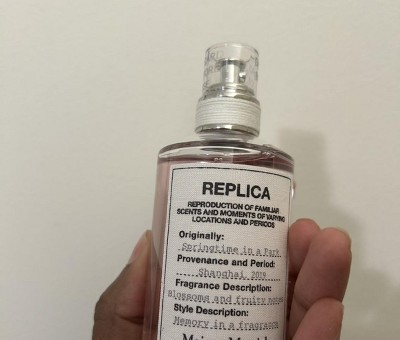 REPLICA
REPRODUCTION OF FAMILIAR
SCENTS AND MOMENTS OF VARYING
LOCATIONS AND PERIODS
Originally:
Springtime in a Park
Provenance and Period:
Shanghai, 2019
Fragrance Description:
Blossoms and fruity notes
Style Description:
Memory in a fragrance